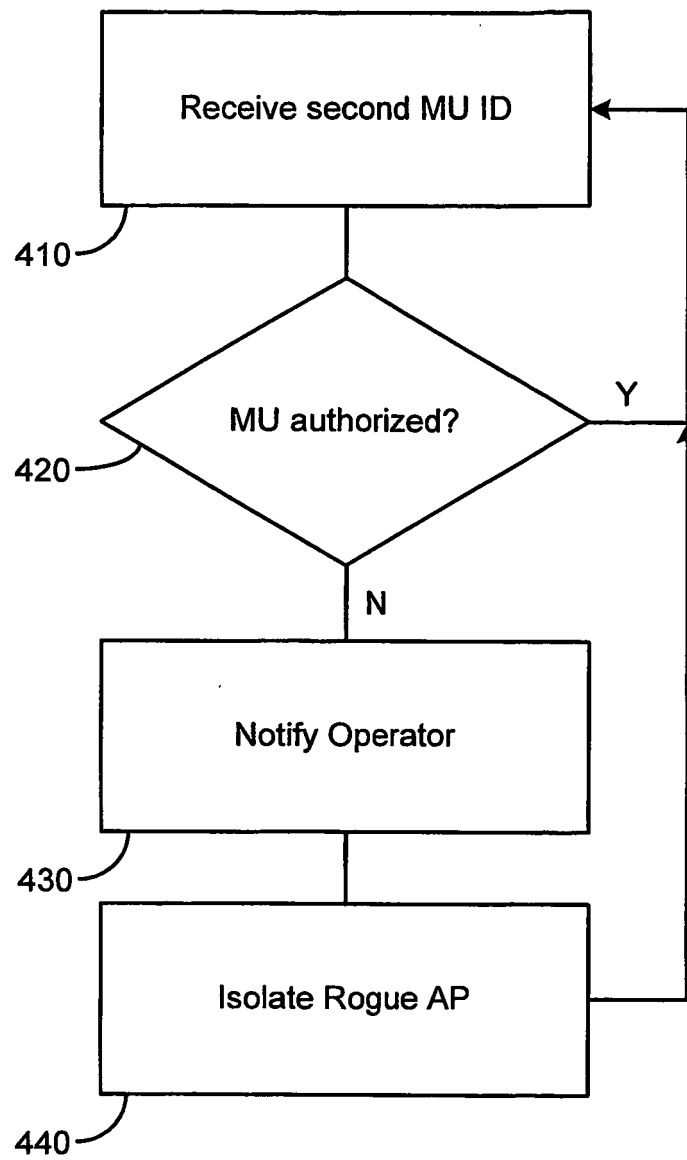 Receive second MU ID
410
MU authorized?
Y
420
N
Notify Operator
430
Isolate Rogue AP
440